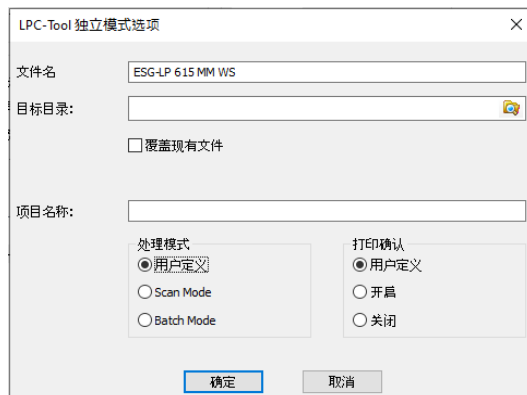 LPC-Tool 独立模式选项
文件名
ESG-LP 615 MM WS
目标目录:
覆盖现有文件
项目名称:
处理模式
用户定义
Scan Mode
Batch Mode
打印确认
用户定义
开启
关闭
确定
取消